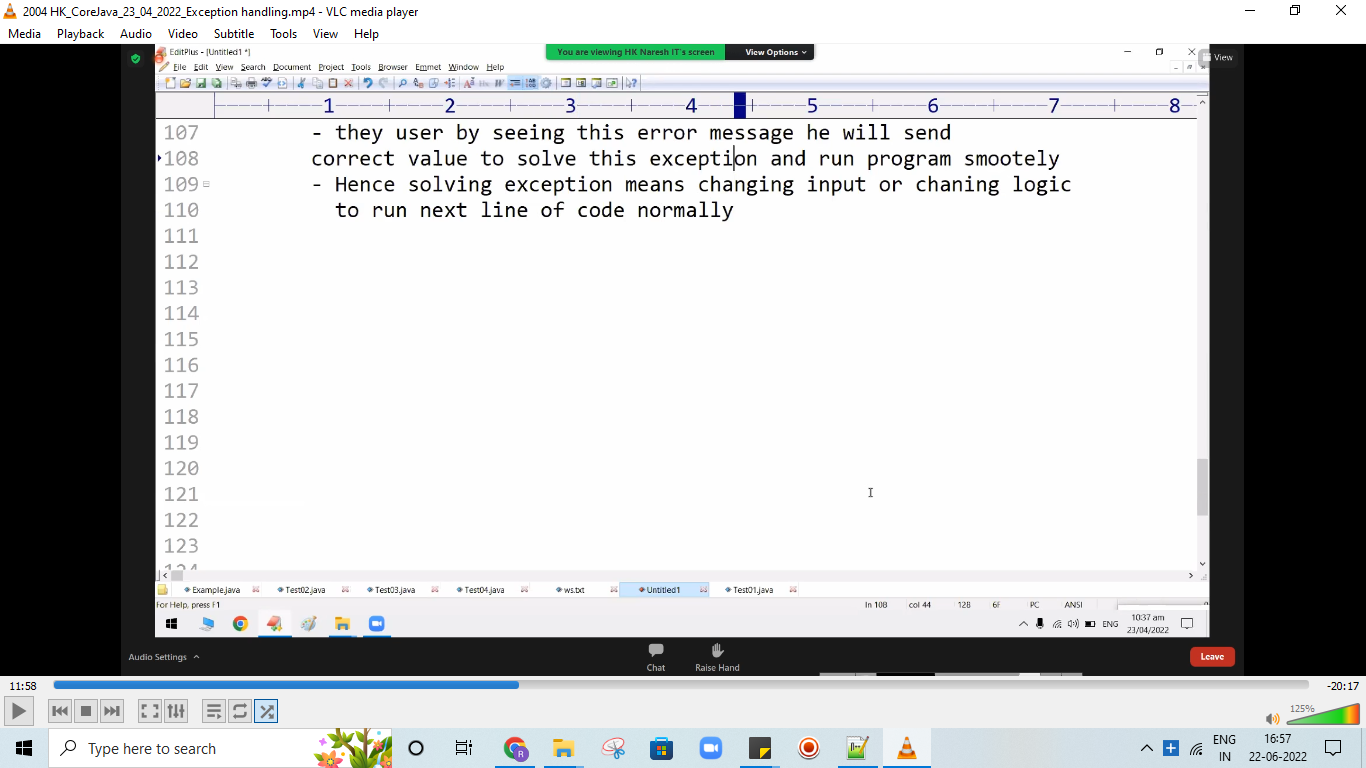 2004 HK_CoreJava_23_04_2022_Exception handling.mp4 - VLC media player
Media Playback Audio Video Subtitle Tools View Help
EditPlus - [Untitled1 *]
You are viewing HK Naresh IT's screen View Options
View
File Edit View Search Document Project Tools Browser Emmet Window Help
1 2 3 4 5 6 7 8
107 - they user by seeing this error message he will send
108 correct value to solve this exception and run program smootely
109 - Hence solving exception means changing input or chaning logic
110 to run next line of code normally
111
112
113
114
115
116
117
118
119
120
121
122
123
124
Example.java Test02.java Test03.java Test04.java ws.txt Untitled1 Test01.java
For Help, press F1 ln 108 col 44 128 6F PC ANSI
ENG 10:37 am
23/04/2022
Audio Settings Chat Raise Hand Leave
11:58 -20:17
125%
Type here to search
ENG 16:57
IN 22-06-2022